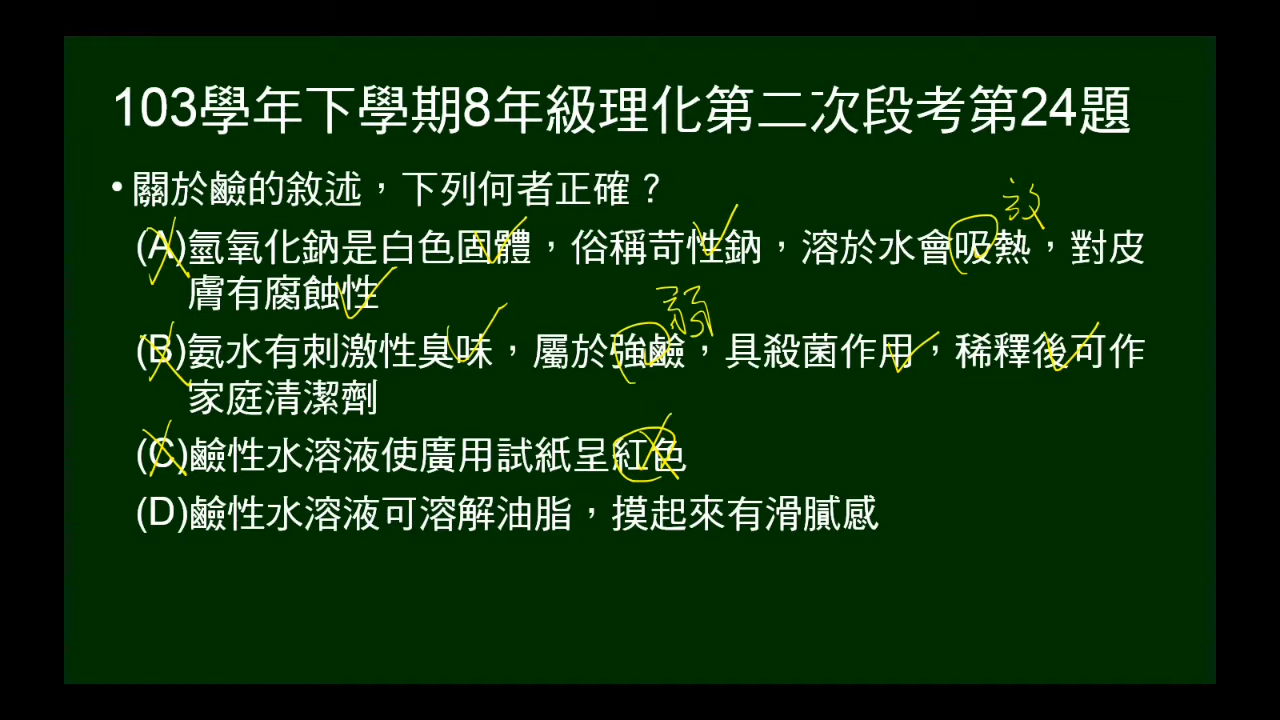 103學年下學期8年級理化第二次段考第24題
•關於鹼的敘述，下列何者正確？
放
(A)氫氧化鈉是白色固體，俗稱苛性鈉，溶於水會吸熱，對皮
膚有腐蝕性
弱
(B)氨水有刺激性臭味，屬於強鹼，具殺菌作用，稀釋後可作
家庭清潔劑
(C)鹼性水溶液使廣用試紙呈紅色
(D)鹼性水溶液可溶解油脂，摸起來有滑膩感